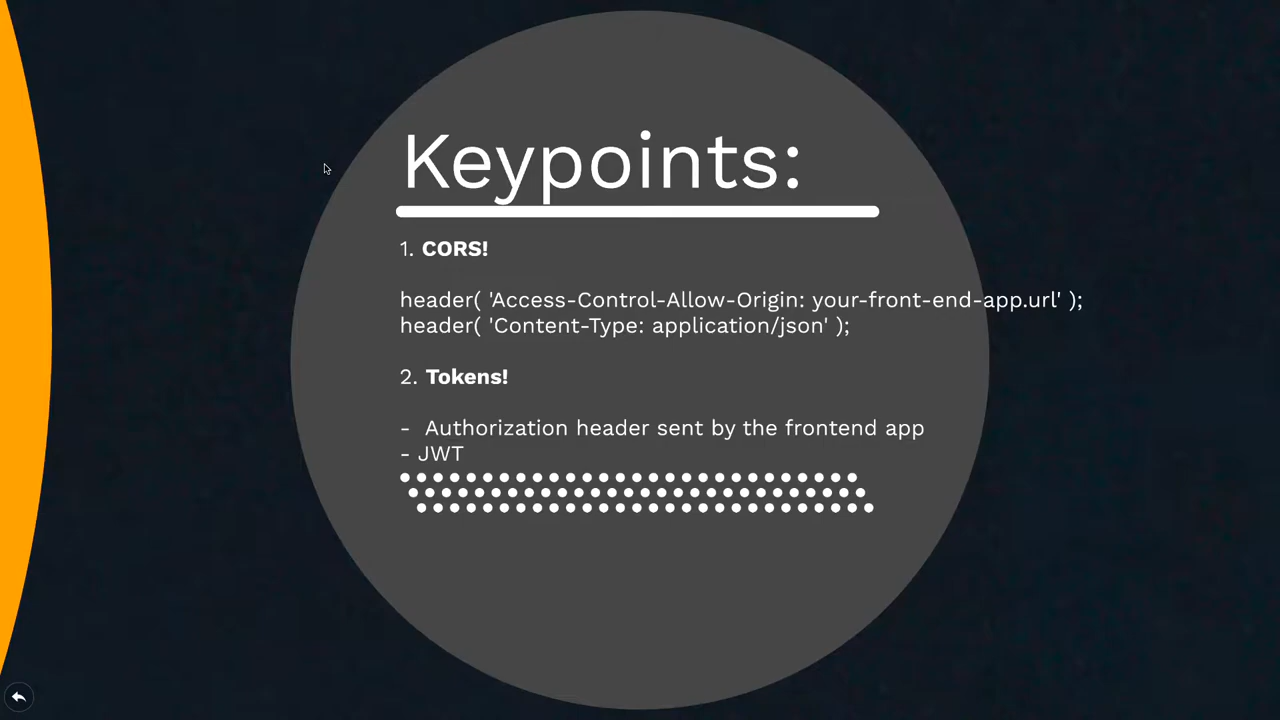 Keypoints:
1. CORS!
header( 'Access-Control-Allow-Origin: your-front-end-app.url' );
header( 'Content-Type: application/json' );
2. Tokens!
-  Authorization header sent by the frontend app
- JWT